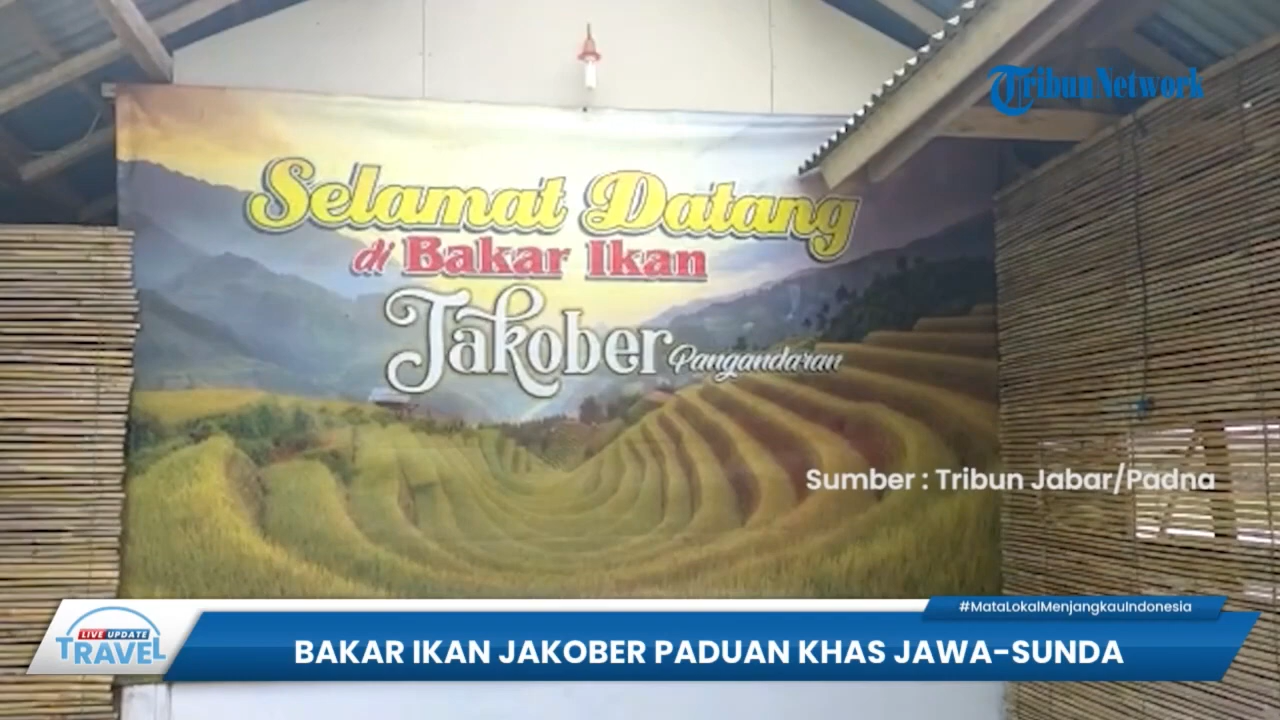 Tribun Network
Selamat Datang
di Bakar Ikan
Jakober Pangandaran
Sumber : Tribun Jabar/Padna
#MataLokalMenjangkauIndonesia
LIVE UPDATE
TRAVEL
BAKAR IKAN JAKOBER PADUAN KHAS JAWA-SUNDA